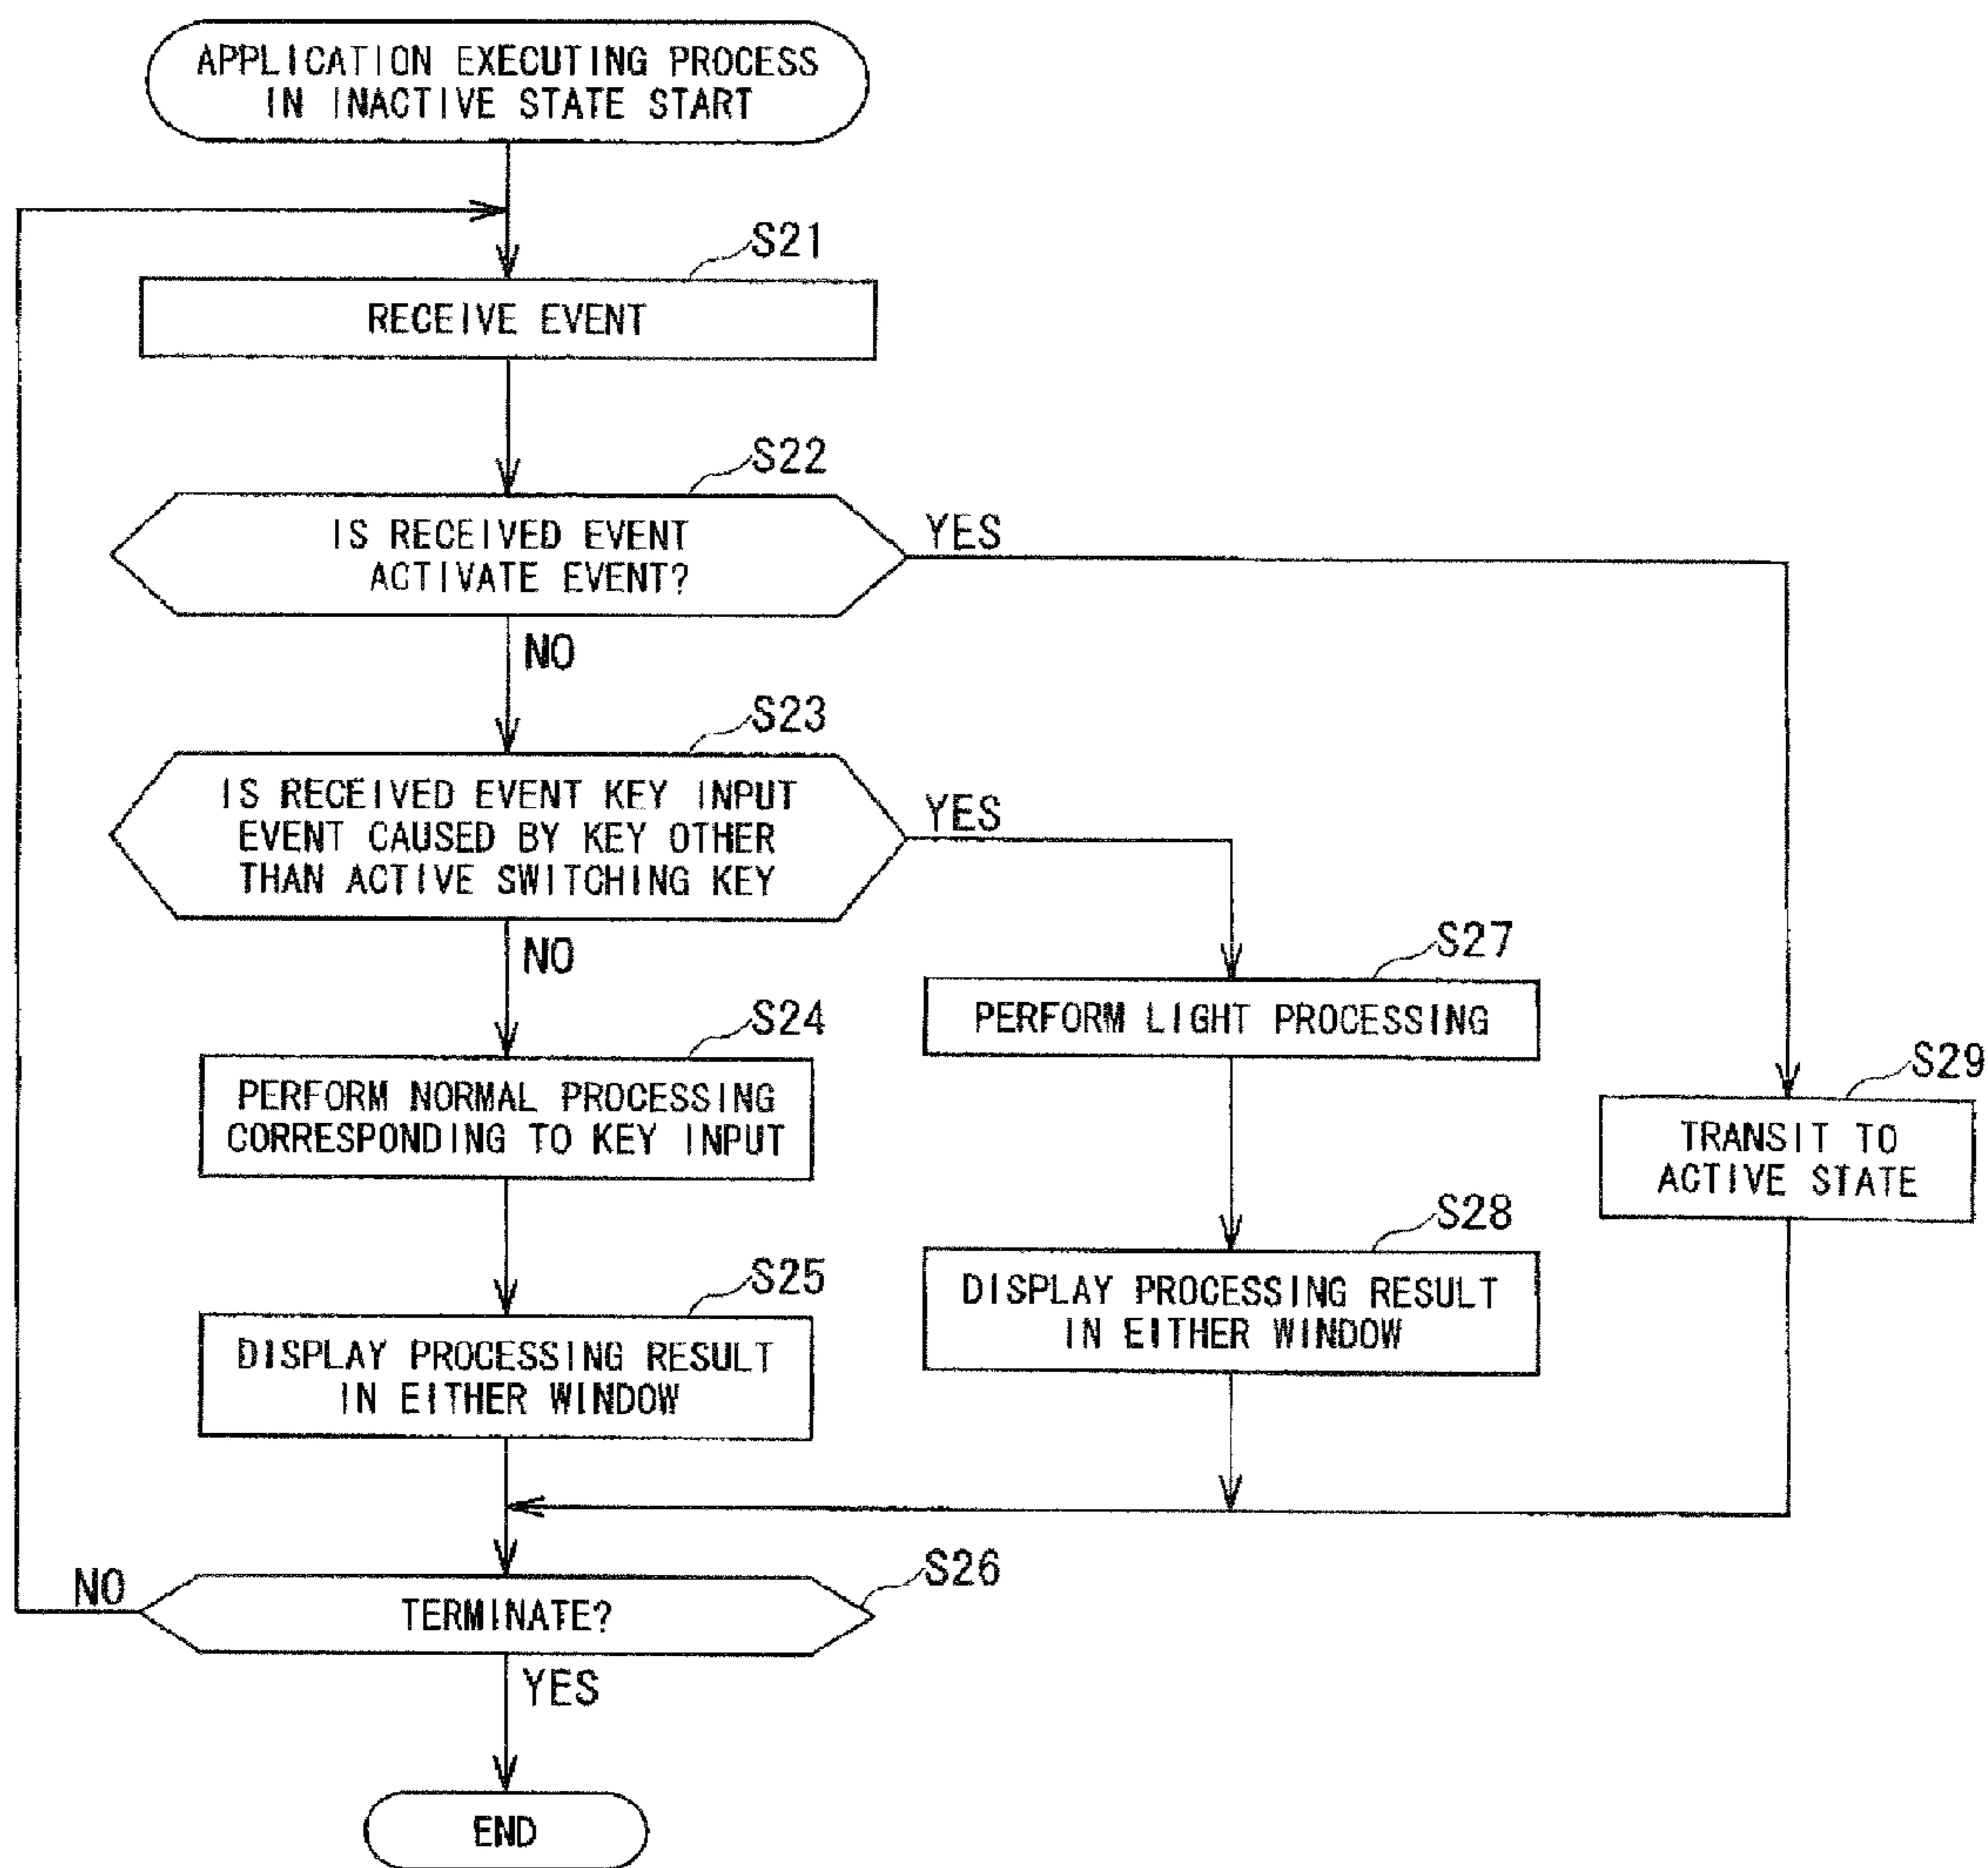 APPLICATION EXECUTING PROCESS
IN INACTIVE STATE START
S21
RECEIVE EVENT
S22
IS RECEIVED EVENT
ACTIVATE EVENT?
YES
NO
S23
IS RECEIVED EVENT KEY INPUT
EVENT CAUSED BY KEY OTHER
THAN ACTIVE SWITCHING KEY
YES
NO
S27
PERFORM LIGHT PROCESSING
S24
PERFORM NORMAL PROCESSING
CORRESPONDING TO KEY INPUT
S29
TRANSIT TO
ACTIVE STATE
S28
DISPLAY PROCESSING RESULT
IN EITHER WINDOW
S25
DISPLAY PROCESSING RESULT
IN EITHER WINDOW
S26
NO
TERMINATE?
YES
END